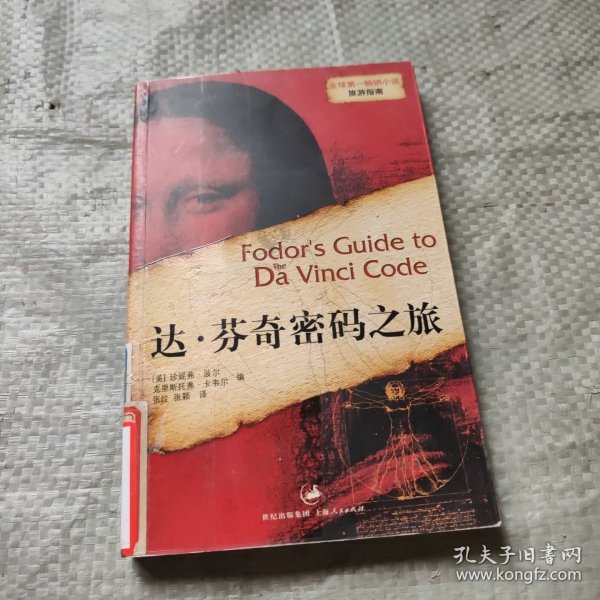 全球第一畅销小说
旅游指南
Fodor's Guide to
The
Da Vinci Code
达·芬奇密码之旅
[美] 珍妮弗·派尔
克里斯托弗·卡韦尔 编
张歆 张颖 译
世纪出版集团 上海人民出版社
孔夫子旧书网
www.kongfz.com